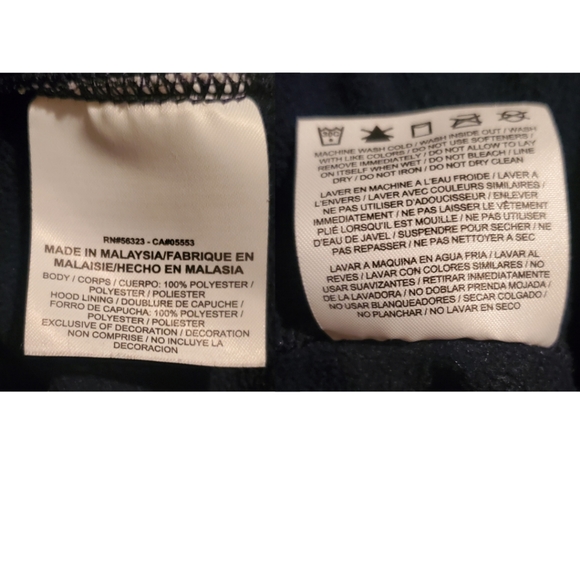 RN#56323 - CA#05553
MADE IN MALAYSIA/FABRIQUE EN
MALAISIE/HECHO EN MALASIA
BODY / CORPS / CUERPO: 100% POLYESTER /
POLYESTER / POLIESTER
HOOD LINING / DOUBLURE DE CAPUCHE /
FORRO DE CAPUCHA: 100% POLYESTER /
POLYESTER / POLIESTER
EXCLUSIVE OF DECORATION / DECORATION
NON COMPRISE / NO INCLUYE LA
DECORACION
MACHINE WASH COLD / WASH INSIDE OUT / WASH
WITH LIKE COLORS / DO NOT USE SOFTENERS /
REMOVE IMMEDIATELY / DO NOT ALLOW TO LAY
ON ITSELF WHEN WET / DO NOT BLEACH / LINE
DRY / DO NOT IRON / DO NOT DRY CLEAN
LAVER EN MACHINE A L'EAU FROIDE / LAVER A
L'ENVERS / LAVER AVEC COULEURS SIMILAIRES /
NE PAS UTILISER D'ADOUCISSEUR / ENLEVER
IMMEDIATEMENT / NE PAS LAISSER LE VÊTEMENT
PLIÉ LORSQU'IL EST MOUILLE / NE PAS UTILISER
D'EAU DE JAVEL / SUSPENDRE POUR SECHER / NE
PAS REPASSER / NE PAS NETTOYER A SEC
LAVAR A MAQUINA EN AGUA FRIA / LAVAR AL
REVES / LAVAR CON COLORES SIMILARES / NO
USAR SUAVIZANTES / RETIRAR IMMEDIATAMENTE
DE LA LAVADORA / NO DOBLAR PRENDA MOJADA /
NO USAR BLANQUEADORES / SECAR COLGADO /
NO PLANCHAR / NO LAVAR EN SECO